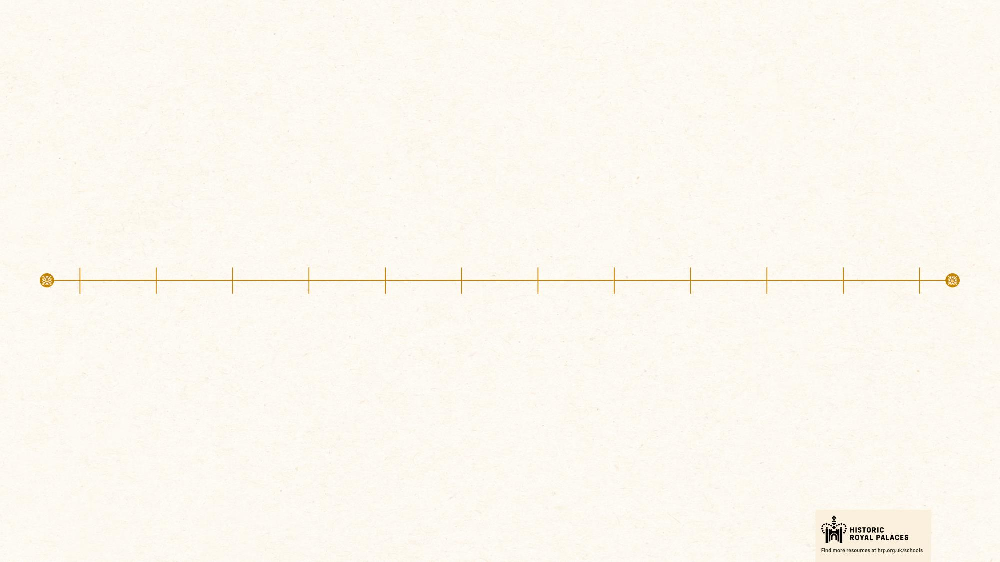 HISTORIC
ROYAL PALACES
Find more resources at hrp.org.uk/schools